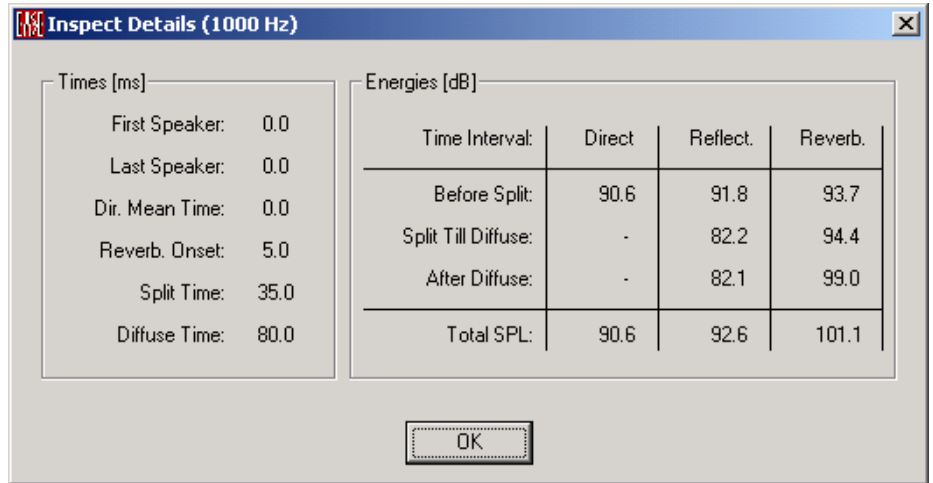 EASE Inspect Details (1000 Hz)
Times [ms]
First Speaker: 0.0
Last Speaker: 0.0
Dir. Mean Time: 0.0
Reverb. Onset: 5.0
Split Time: 35.0
Diffuse Time: 80.0
Energies [dB]
Time Interval: Direct Reflect. Reverb.
Before Split: 90.6 91.8 93.7
Split Till Diffuse: - 82.2 94.4
After Diffuse: - 82.1 99.0
Total SPL: 90.6 92.6 101.1
OK